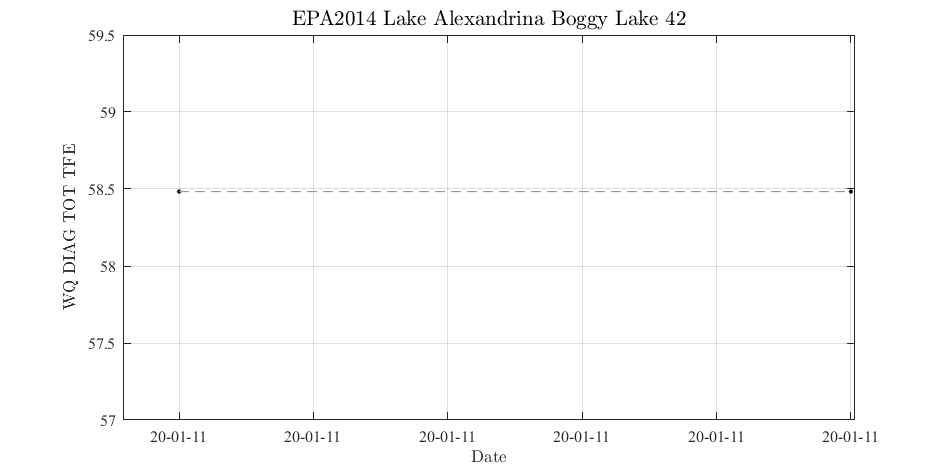 EPA2014 Lake Alexandrina Boggy Lake 42
59.5
59
58.5
58
57.5
57
WQ DIAG TOT TFE
20-01-11 20-01-11 20-01-11 20-01-11 20-01-11 20-01-11
Date